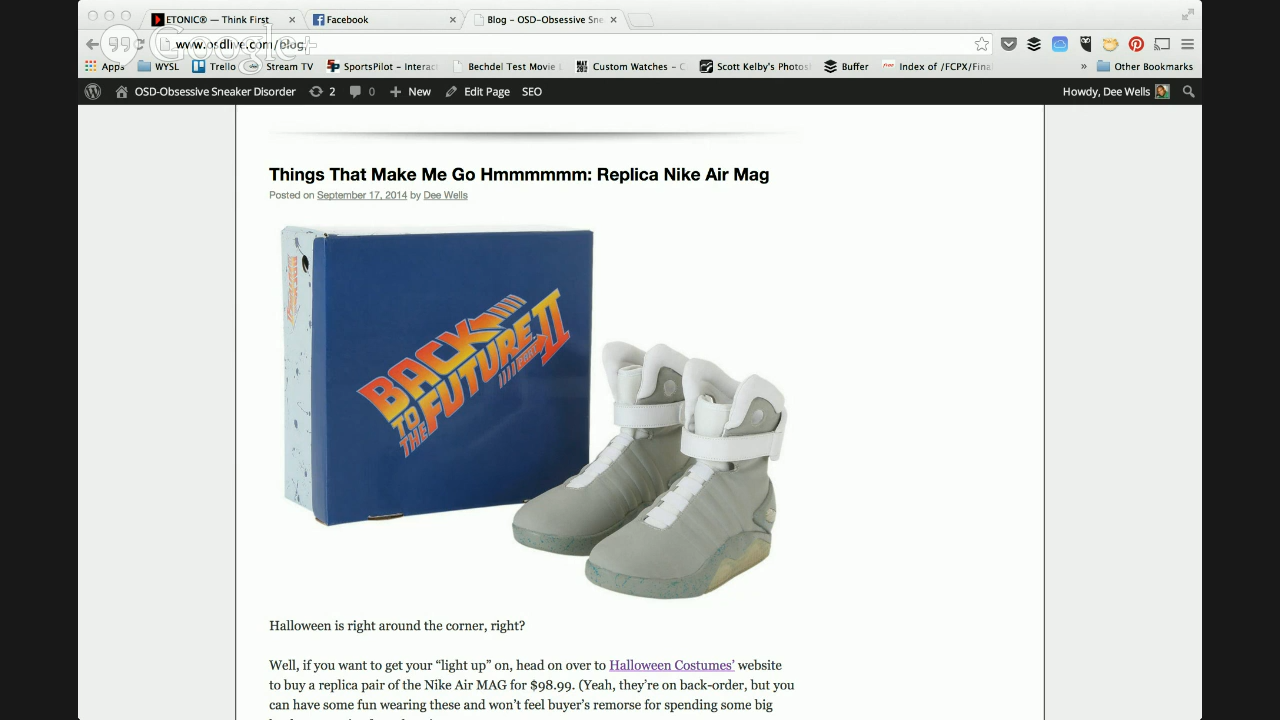 ETONIC® — Think First
Facebook
Blog – OSD–Obsessive Sne
Google+
www.osdlive.com/blog/
Apps
WYSL
Trello
Stream TV
SportsPilot – Interac
Bechdel Test Movie L
Custom Watches – C
Scott Kelby's Photos
Buffer
Index of /FCPX/Fina
»
Other Bookmarks
OSD-Obsessive Sneaker Disorder
2
0
New
Edit Page
SEO
Howdy, Dee Wells
Things That Make Me Go Hmmmmmm: Replica Nike Air Mag
Posted on September 17, 2014 by Dee Wells
BACK
TO THE
FUTURE
PART II
Halloween is right around the corner, right?
Well, if you want to get your “light up” on, head on over to Halloween Costumes’ website
to buy a replica pair of the Nike Air MAG for $98.99. (Yeah, they’re on back-order, but you
can have some fun wearing these and won’t feel buyer’s remorse for spending some big